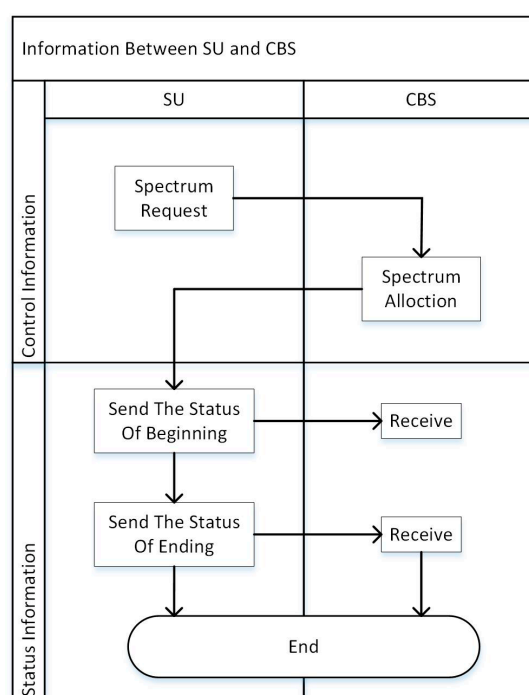 Information Between SU and CBS
SU
CBS
Control Information
Spectrum
Request
Spectrum
Alloction
Status Information
Send The Status
Of Beginning
Receive
Send The Status
Of Ending
Receive
End